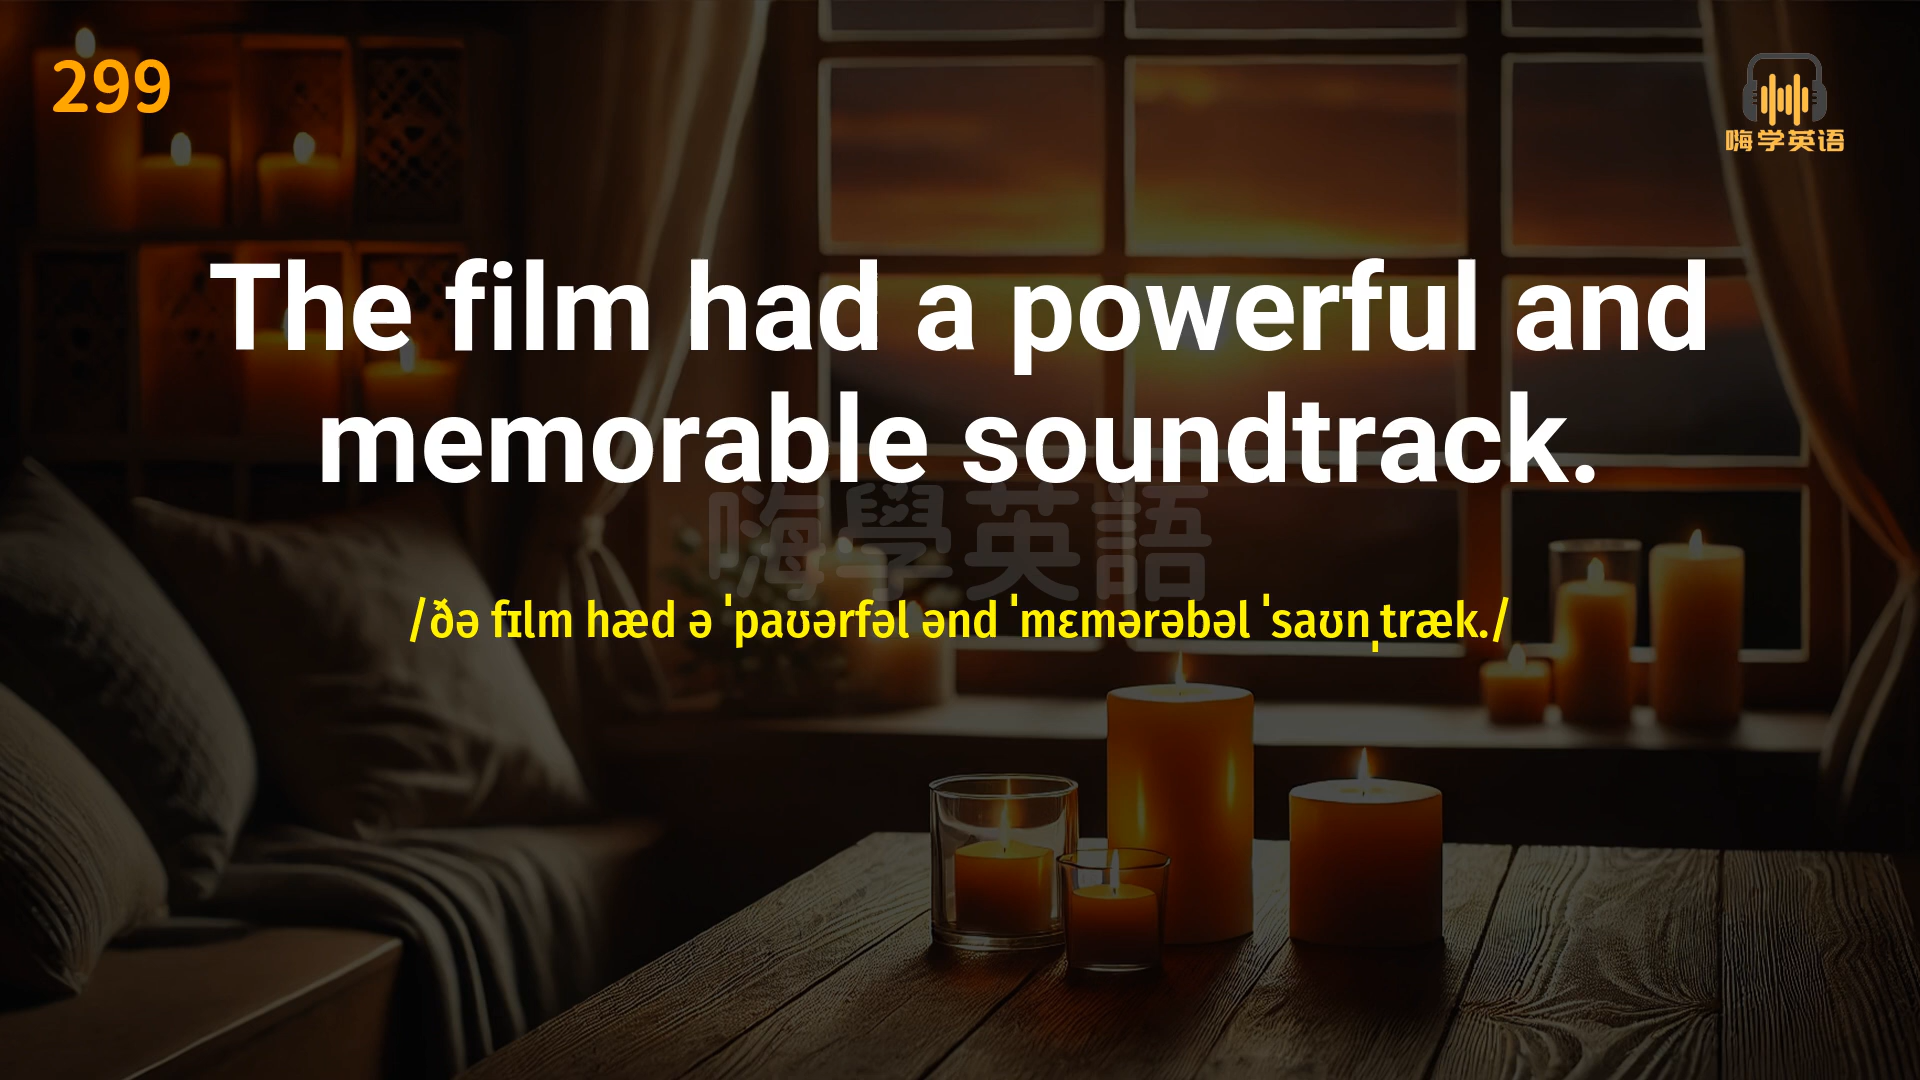 299
嗨学英语
The film had a powerful and
memorable soundtrack.
嗨學英語
/ðə fɪlm hæd ə ˈpaʊərfəl ənd ˈmɛmərəbəl ˈsaʊnˌtræk./